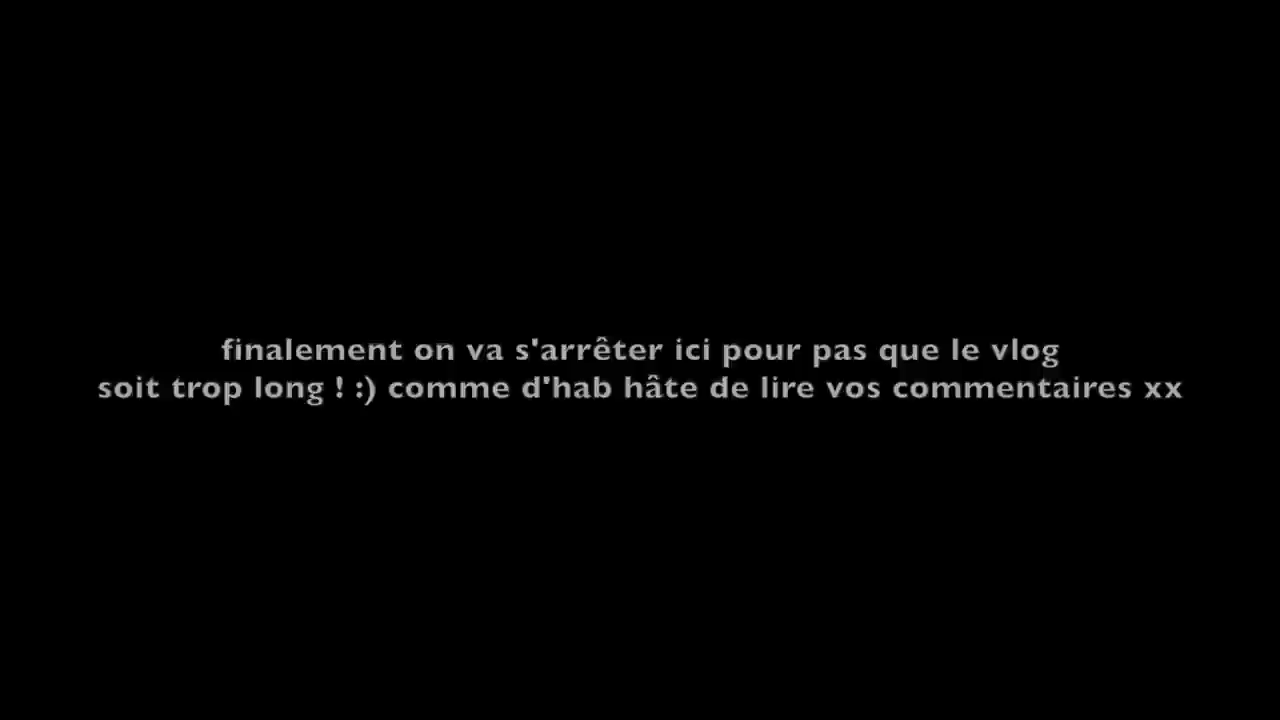 finalement on va s'arrêter ici pour pas que le vlog
soit trop long ! :) comme d'hab hâte de lire vos commentaires xx